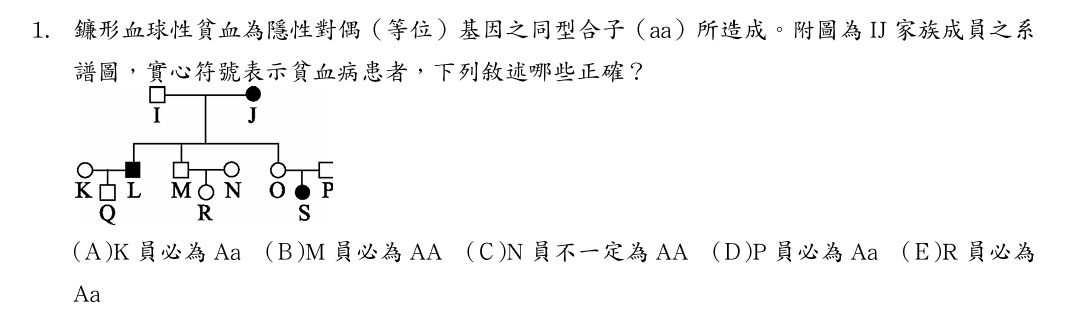 1. 鐮形血球性貧血為隱性對偶（等位）基因之同型合子（aa）所造成。附圖為 IJ 家族成員之系
譜圖，實心符號表示貧血病患者，下列敘述哪些正確？
I J
K L M N O P
Q R S
(A)K 員必為 Aa (B)M 員必為 AA (C)N 員不一定為 AA (D)P 員必為 Aa (E)R 員必為
Aa